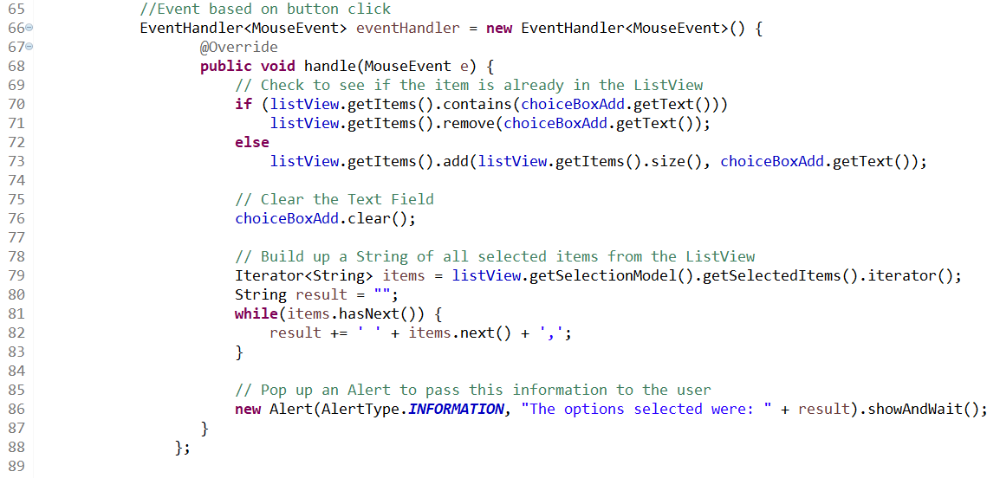 65 //Event based on button click
66 EventHandler<MouseEvent> eventHandler = new EventHandler<MouseEvent>() {
67 @Override
68 public void handle(MouseEvent e) {
69 // Check to see if the item is already in the ListView
70 if (listView.getItems().contains(choiceBoxAdd.getText()))
71 listView.getItems().remove(choiceBoxAdd.getText());
72 else
73 listView.getItems().add(listView.getItems().size(), choiceBoxAdd.getText());
74
75 // Clear the Text Field
76 choiceBoxAdd.clear();
77
78 // Build up a String of all selected items from the ListView
79 Iterator<String> items = listView.getSelectionModel().getSelectedItems().iterator();
80 String result = "";
81 while(items.hasNext()) {
82 result += ' ' + items.next() + ',';
83 }
84
85 // Pop up an Alert to pass this information to the user
86 new Alert(AlertType.INFORMATION, "The options selected were: " + result).showAndWait();
87 }
88 };
89